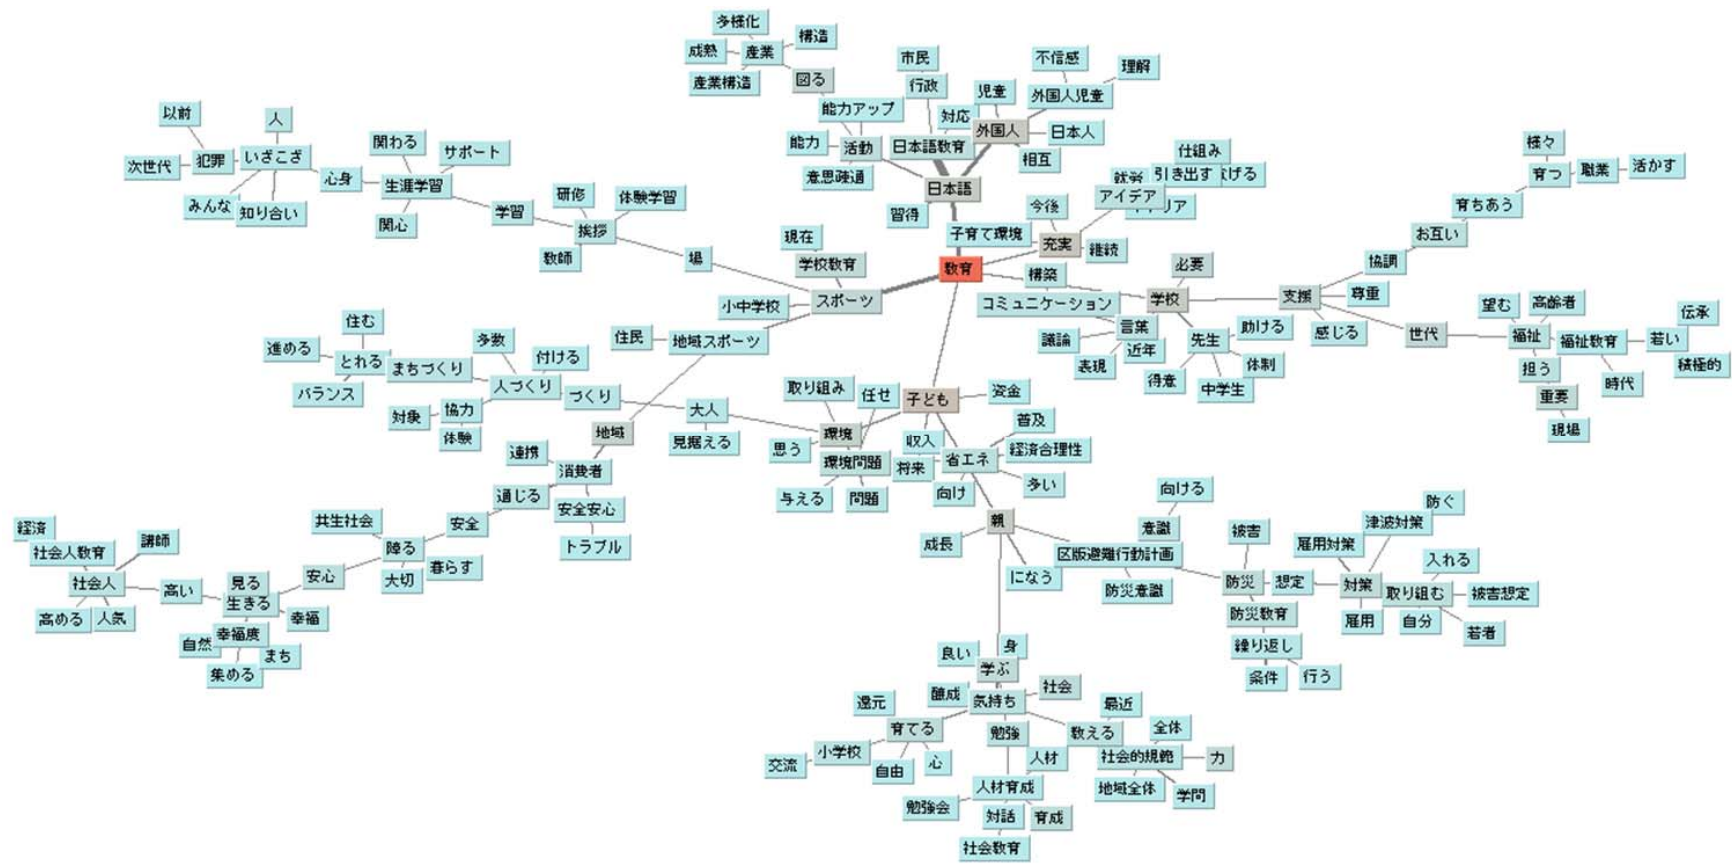 多様化
成熟
産業
構造
産業構造
図る
能力アップ
能力
活動
意思疎通
市民
行政
対応
日本語教育
児童
外国人
不信感
理解
外国人児童
日本人
相互
日本語
習得
子育て環境
今後
充実
継続
アイデア
仕組み
引き出す
教育
構築
コミュニケーション
言葉
議論
表現
近年
必要
学校
先生
助ける
体制
得意
中学生
支援
協調
尊重
感じる
お互い
育ちあう
育つ
様々
職業
活かす
世代
望む
高齢者
福祉
福祉教育
担う
重要
現場
時代
若い
伝承
積極的
以前
次世代
犯罪
人
いざこざ
みんな
知り合い
心身
関わる
サポート
生涯学習
関心
学習
研修
体験学習
挨拶
教師
場
現在
学校教育
小中学校
スポーツ
住民
地域スポーツ
住む
進める
とれる
まちづくり
バランス
多数
付ける
人づくり
づくり
対象
協力
体験
大人
見据える
地域
取り組み
任せ
環境
思う
環境問題
与える
問題
子ども
資金
収入
普及
将来
省エネ
経済合理性
向け
多い
親
成長
になう
連携
消費者
通じる
安全安心
トラブル
安全
共生社会
障る
大切
暮らす
安心
経済
社会人教育
講師
社会人
高める
人気
高い
見る
生きる
幸福
自然
幸福度
まち
集める
向ける
意識
区版避難行動計画
防災意識
被害
防災
想定
防災教育
繰り返し
条件
行う
雇用対策
津波対策
防ぐ
対策
入れる
取り組む
被害想定
雇用
自分
若者
良い
身
学ぶ
醸成
気持ち
社会
還元
育てる
小学校
交流
自由
心
勉強
教える
最近
人材
社会的規範
全体
力
地域全体
学問
人材育成
勉強会
対話
育成
社会教育